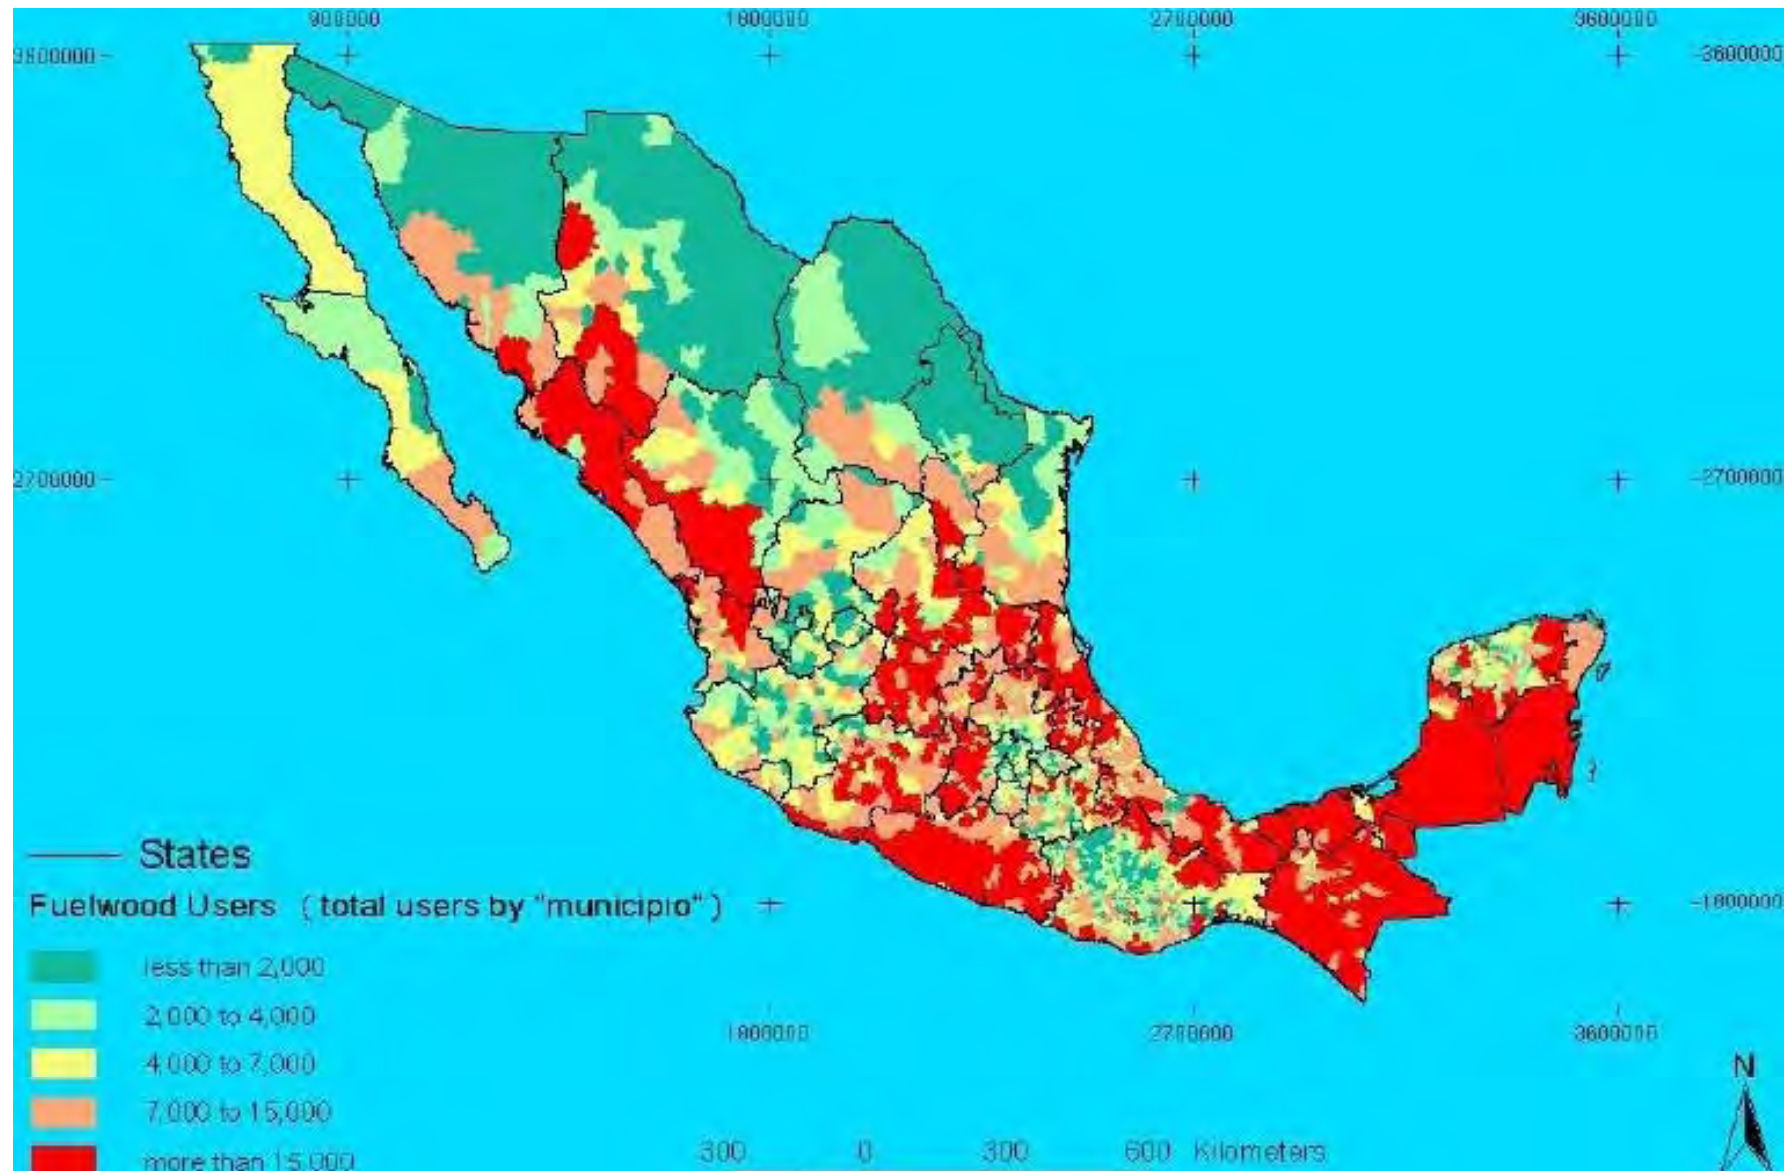 900000 1800000 2700000 3600000
3600000 -3600000
2700000 -2700000
States
Fuelwood Users ( total users by "municipio" )
-1800000
less than 2,000
2,000 to 4,000
1800000 2700000 3600000
4,000 to 7,000
N
7,000 to 15,000
300 0 300 600 Kilometers
more than 15,000